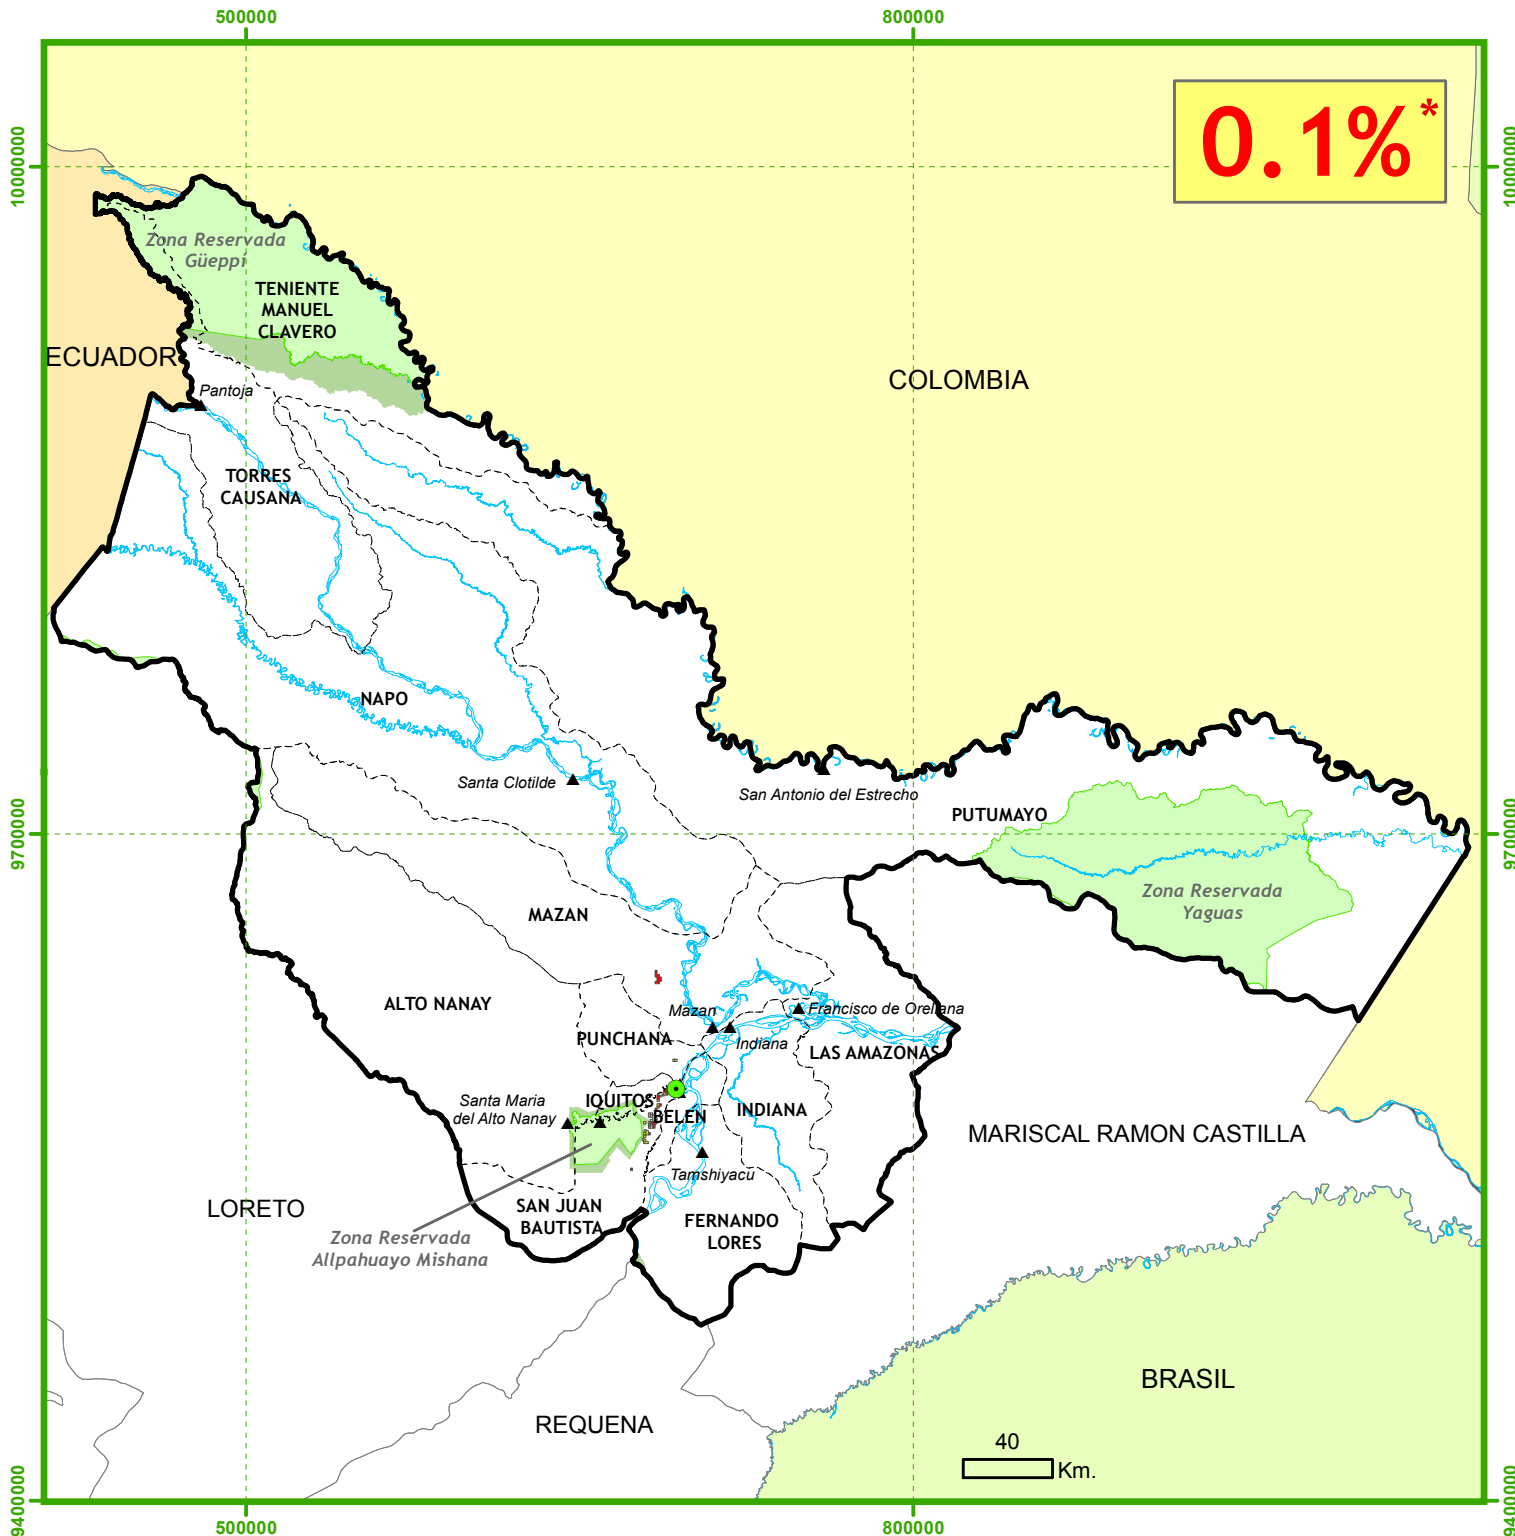 500000
800000
10000000
10000000
0.1%*
Zona Reservada
Güeppí
TENIENTE
MANUEL
CLAVERO
ECUADOR
COLOMBIA
Pantoja
TORRES
CAUSANA
NAPO
Santa Clotilde
San Antonio del Estrecho
PUTUMAYO
9700000
9700000
Zona Reservada
Yaguas
MAZAN
ALTO NANAY
Mazan
Francisco de Orellana
PUNCHANA
Indiana
LAS AMAZONAS
Santa Maria
del Alto Nanay
IQUITOS
BELEN
INDIANA
MARISCAL RAMON CASTILLA
Tamshiyacu
LORETO
SAN JUAN
BAUTISTA
FERNANDO
LORES
Zona Reservada
Allpahuayo Mishana
BRASIL
REQUENA
40
Km.
9400000
9400000
500000
800000